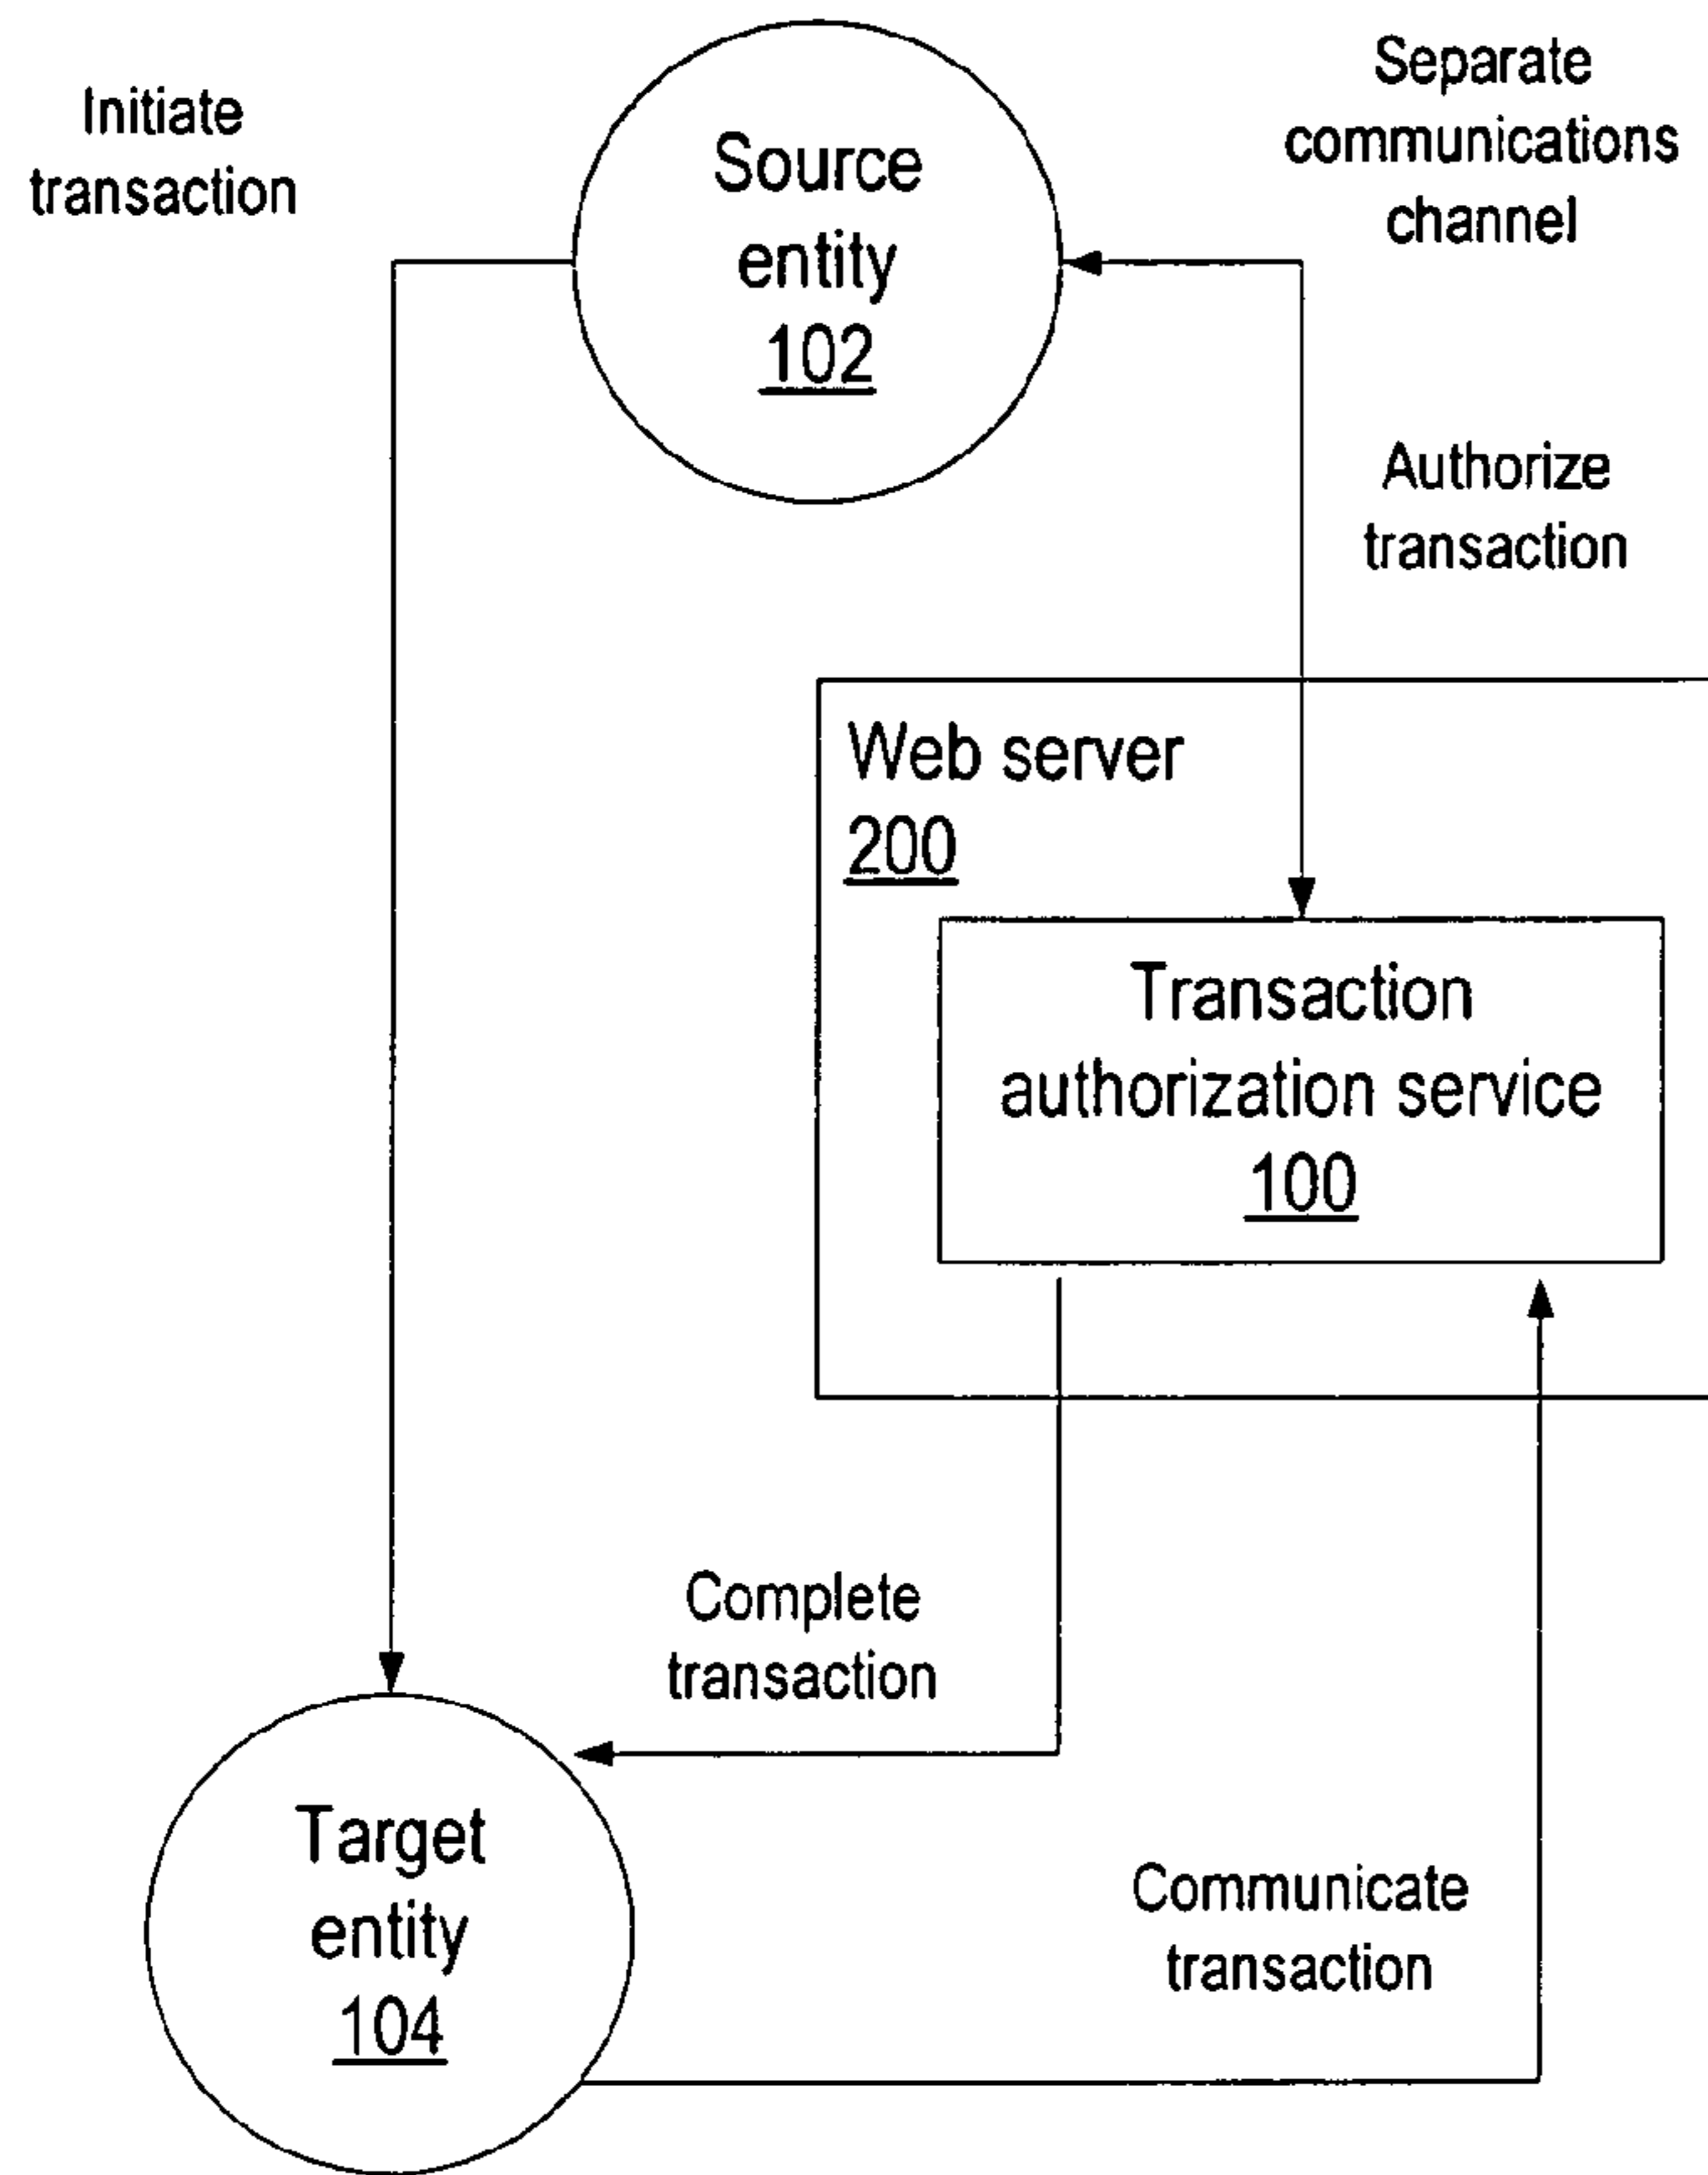 Initiate
transaction
Source
entity
102
Separate
communications
channel
Authorize
transaction
Web server
200
Transaction
authorization service
100
Complete
transaction
Target
entity
104
Communicate
transaction